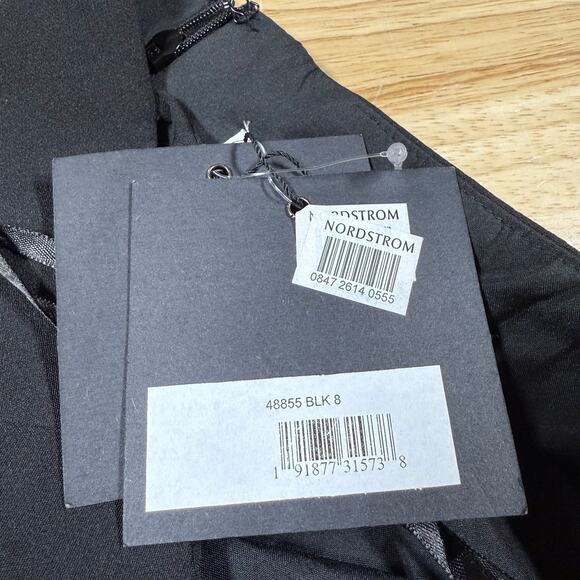 NORDSTROM
NORDSTROM
0847 2614 0555
48855 BLK 8
1 91877 31573 8